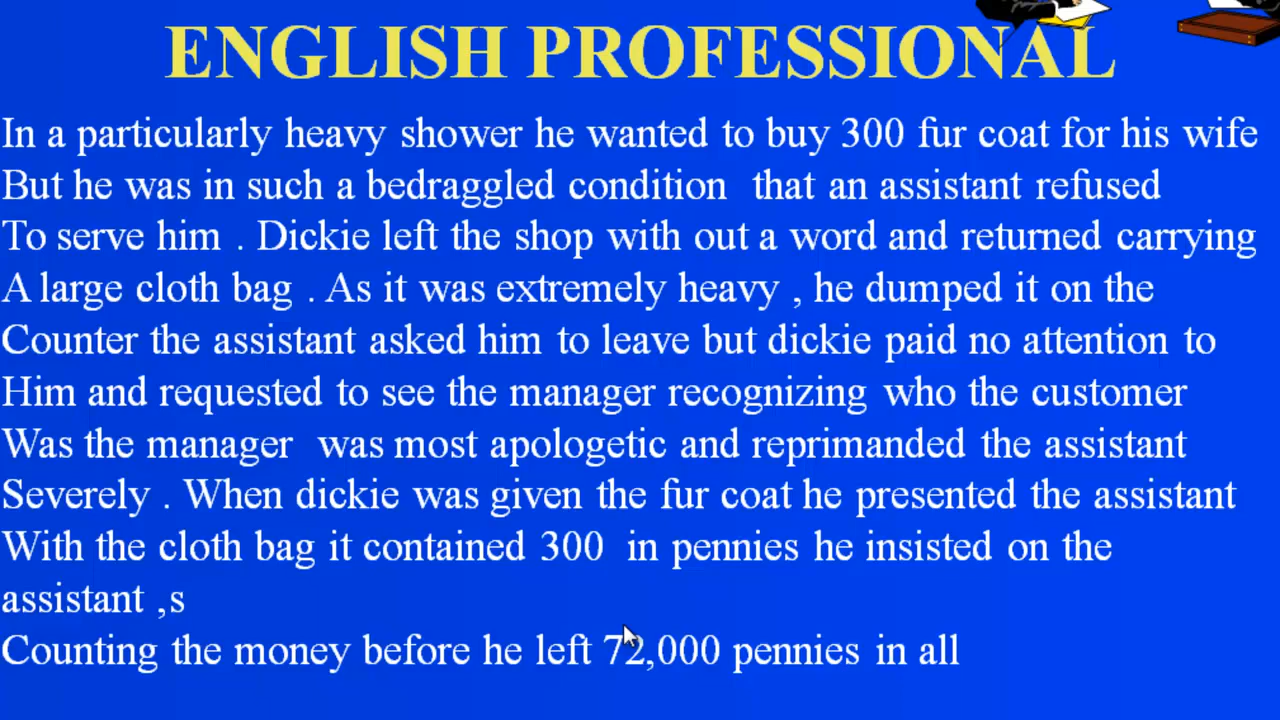 ENGLISH PROFESSIONAL
In a particularly heavy shower he wanted to buy 300 fur coat for his wife
But he was in such a bedraggled condition that an assistant refused
To serve him . Dickie left the shop with out a word and returned carrying
A large cloth bag . As it was extremely heavy , he dumped it on the
Counter the assistant asked him to leave but dickie paid no attention to
Him and requested to see the manager recognizing who the customer
Was the manager was most apologetic and reprimanded the assistant
Severely . When dickie was given the fur coat he presented the assistant
With the cloth bag it contained 300 in pennies he insisted on the
assistant ,s
Counting the money before he left 72,000 pennies in all